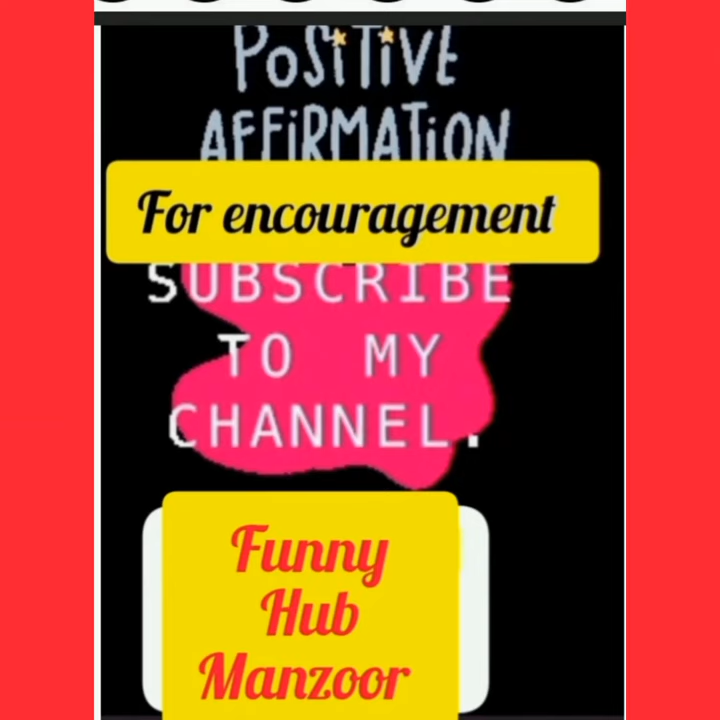 PoSiTiVE
AFFiRMATiON
For encouragement
SUBSCRIBE
TO MY
CHANNEL.
Funny
Hub
Manzoor